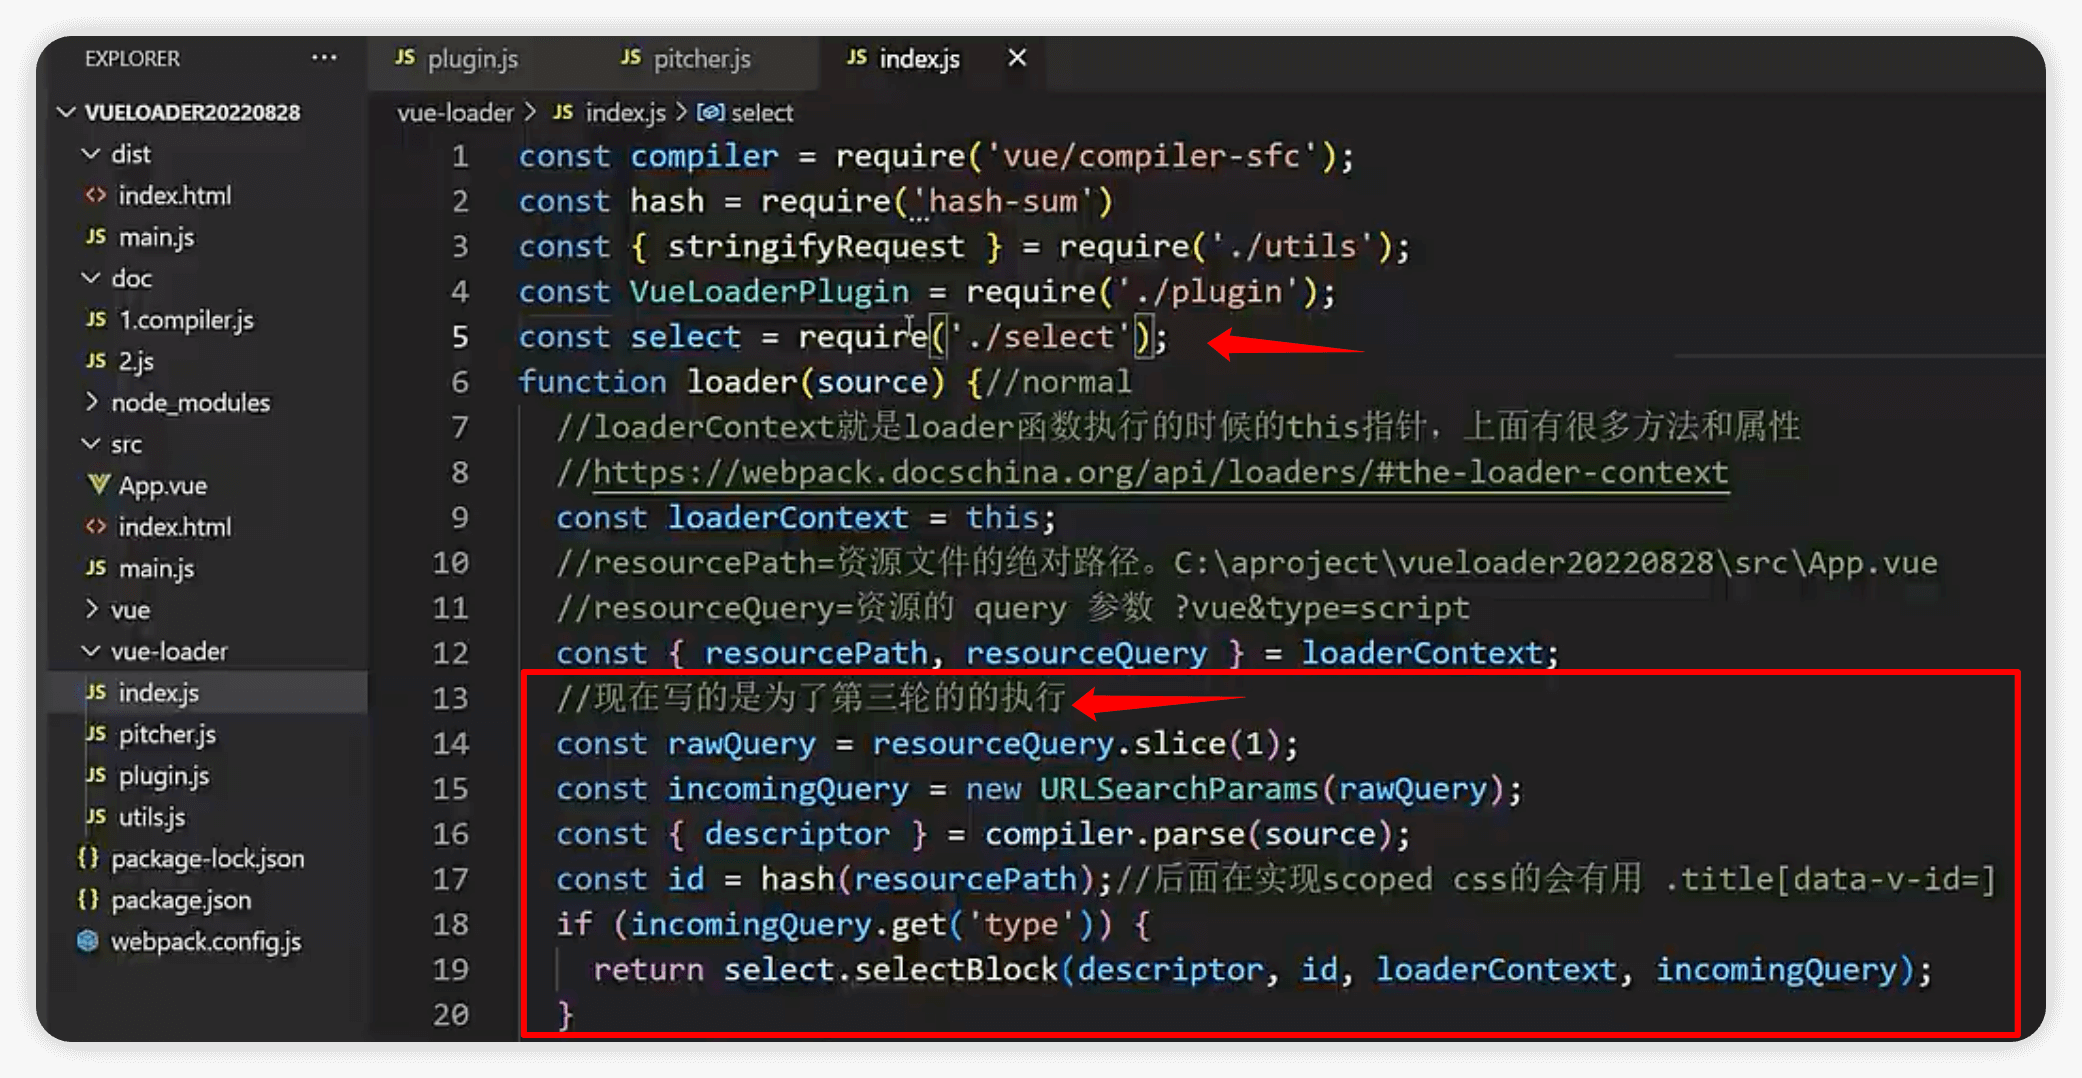 EXPLORER
VUELOADER20220828
dist
index.html
JS main.js
doc
JS 1.compiler.js
JS 2.js
node_modules
src
App.vue
index.html
JS main.js
vue
vue-loader
JS index.js
JS pitcher.js
JS plugin.js
JS utils.js
{} package-lock.json
{} package.json
webpack.config.js
JS plugin.js JS pitcher.js JS index.js
vue-loader > JS index.js > select
1 const compiler = require('vue/compiler-sfc');
2 const hash = require('hash-sum')
3 const { stringifyRequest } = require('./utils');
4 const VueLoaderPlugin = require('./plugin');
5 const select = require('./select');
6 function loader(source) {//normal
7 //loaderContext就是loader函数执行的时候的this指针，上面有很多方法和属性
8 //https://webpack.docschina.org/api/loaders/#the-loader-context
9 const loaderContext = this;
10 //resourcePath=资源文件的绝对路径。C:\aproject\vueloader20220828\src\App.vue
11 //resourceQuery=资源的 query 参数 ?vue&type=script
12 const { resourcePath, resourceQuery } = loaderContext;
13 //现在写的是为了第三轮的的执行
14 const rawQuery = resourceQuery.slice(1);
15 const incomingQuery = new URLSearchParams(rawQuery);
16 const { descriptor } = compiler.parse(source);
17 const id = hash(resourcePath);//后面在实现scoped css的会有用 .title[data-v-id=]
18 if (incomingQuery.get('type')) {
19 return select.selectBlock(descriptor, id, loaderContext, incomingQuery);
20 }